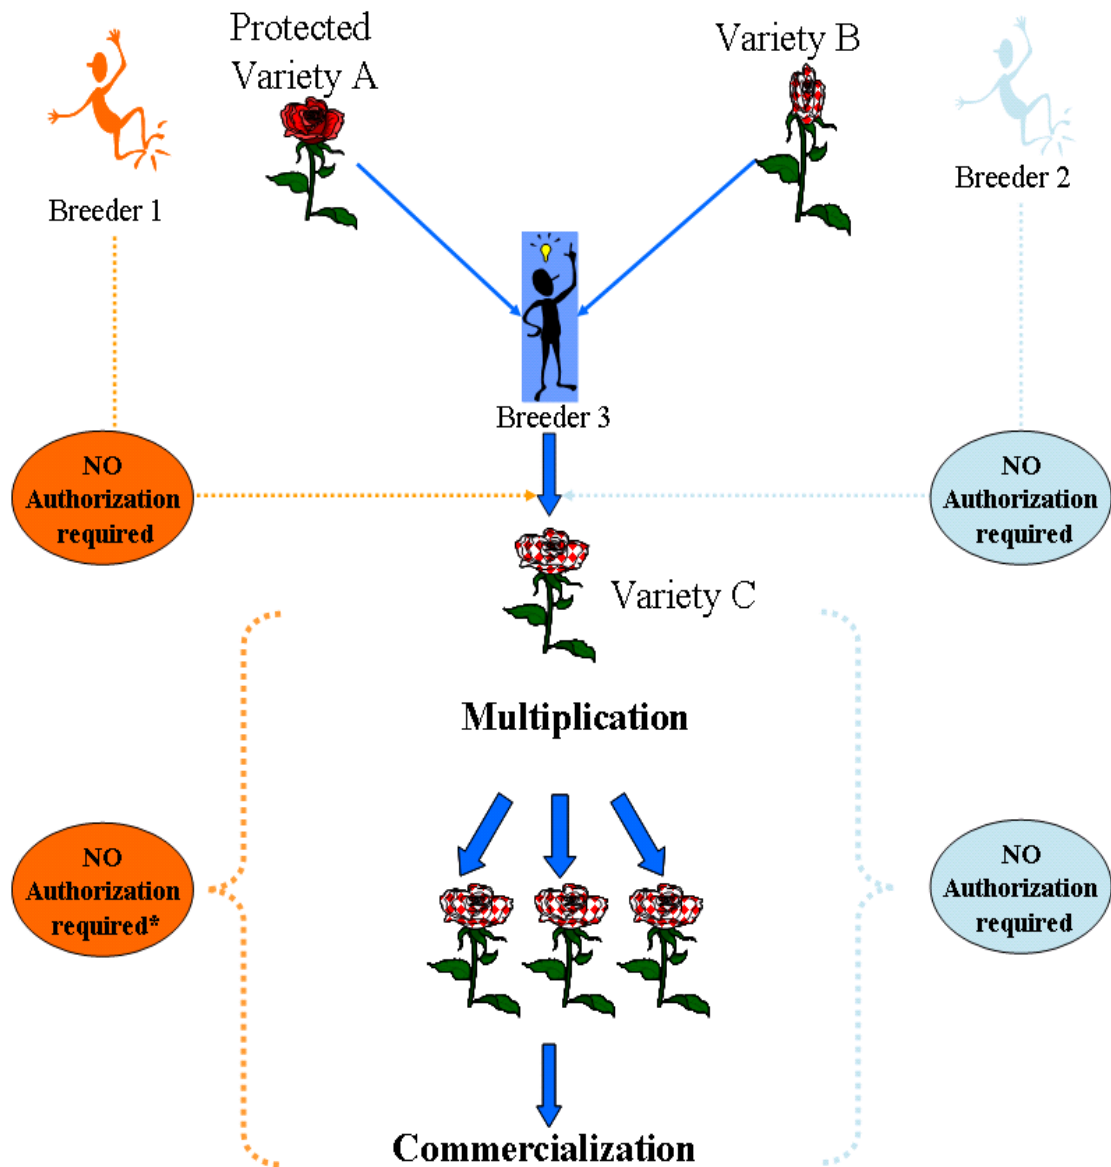 Protected
Variety A
Variety B
Breeder 1
Breeder 2
Breeder 3
NO
Authorization
required
NO
Authorization
required
Variety C
Multiplication
NO
Authorization
required*
NO
Authorization
required
Commercialization